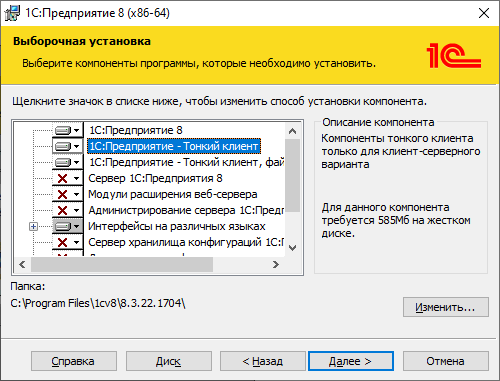 1С:Предприятие 8 (x86-64)
Выборочная установка
Выберите компоненты программы, которые необходимо установить.
1С
Щелкните значок в списке ниже, чтобы изменить способ установки компонента.
1С:Предприятие 8
1С:Предприятие - Тонкий клиент
1С:Предприятие - Тонкий клиент, фай
Сервер 1С:Предприятия 8
Модули расширения веб-сервера
Администрирование сервера 1С:Пред
Интерфейсы на различных языках
Сервер хранилища конфигураций 1С:П
Описание компонента
Компоненты тонкого клиента
только для клиент-серверного
варианта
Для данного компонента
требуется 585Мб на жестком
диске.
Папка:
C:\Program Files\1cv8\8.3.22.1704\
Изменить...
Справка
Диск
< Назад
Далее >
Отмена